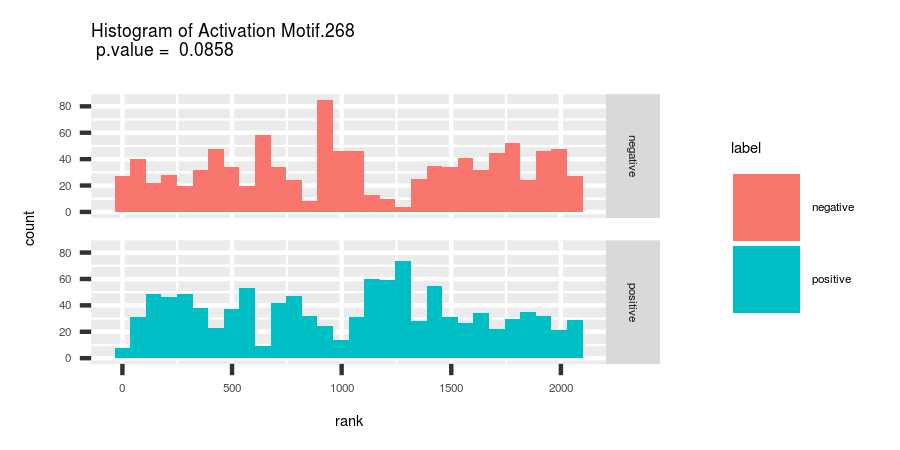 Histogram of Activation Motif.268
p.value =  0.0858
80
60
40
20
0
negative
80
60
40
20
0
positive
0 500 1000 1500 2000
rank
count
label
negative
positive